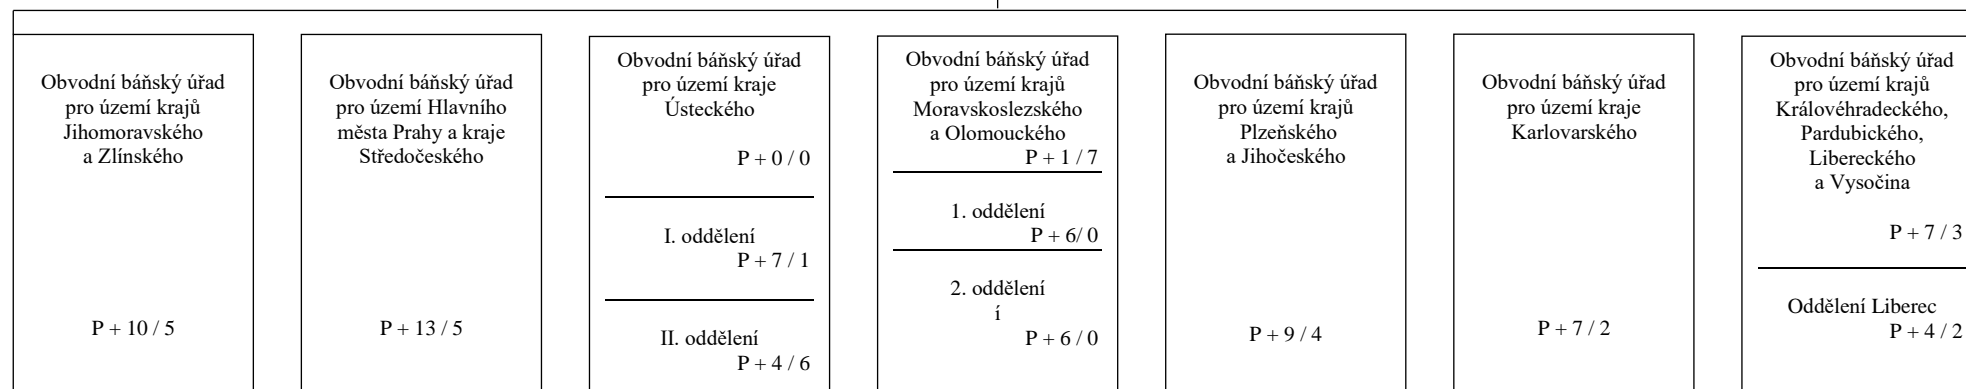 Obvodní báňský úřad
pro území krajů
Jihomoravského
a Zlínského
P + 10 / 5
Obvodní báňský úřad
pro území Hlavního
města Prahy a kraje
Středočeského
P + 13 / 5
Obvodní báňský úřad
pro území kraje
Ústeckého
P + 0 / 0
I. oddělení
P + 7 / 1
II. oddělení
P + 4 / 6
Obvodní báňský úřad
pro území krajů
Moravskoslezského
a Olomouckého
P + 1 / 7
1. oddělení
P + 6/ 0
2. oddělení
í
P + 6 / 0
Obvodní báňský úřad
pro území krajů
Plzeňského
a Jihočeského
P + 9 / 4
Obvodní báňský úřad
pro území kraje
Karlovarského
P + 7 / 2
Obvodní báňský úřad
pro území krajů
Královéhradeckého,
Pardubického,
Libereckého
a Vysočina
P + 7 / 3
Oddělení Liberec
P + 4 / 2